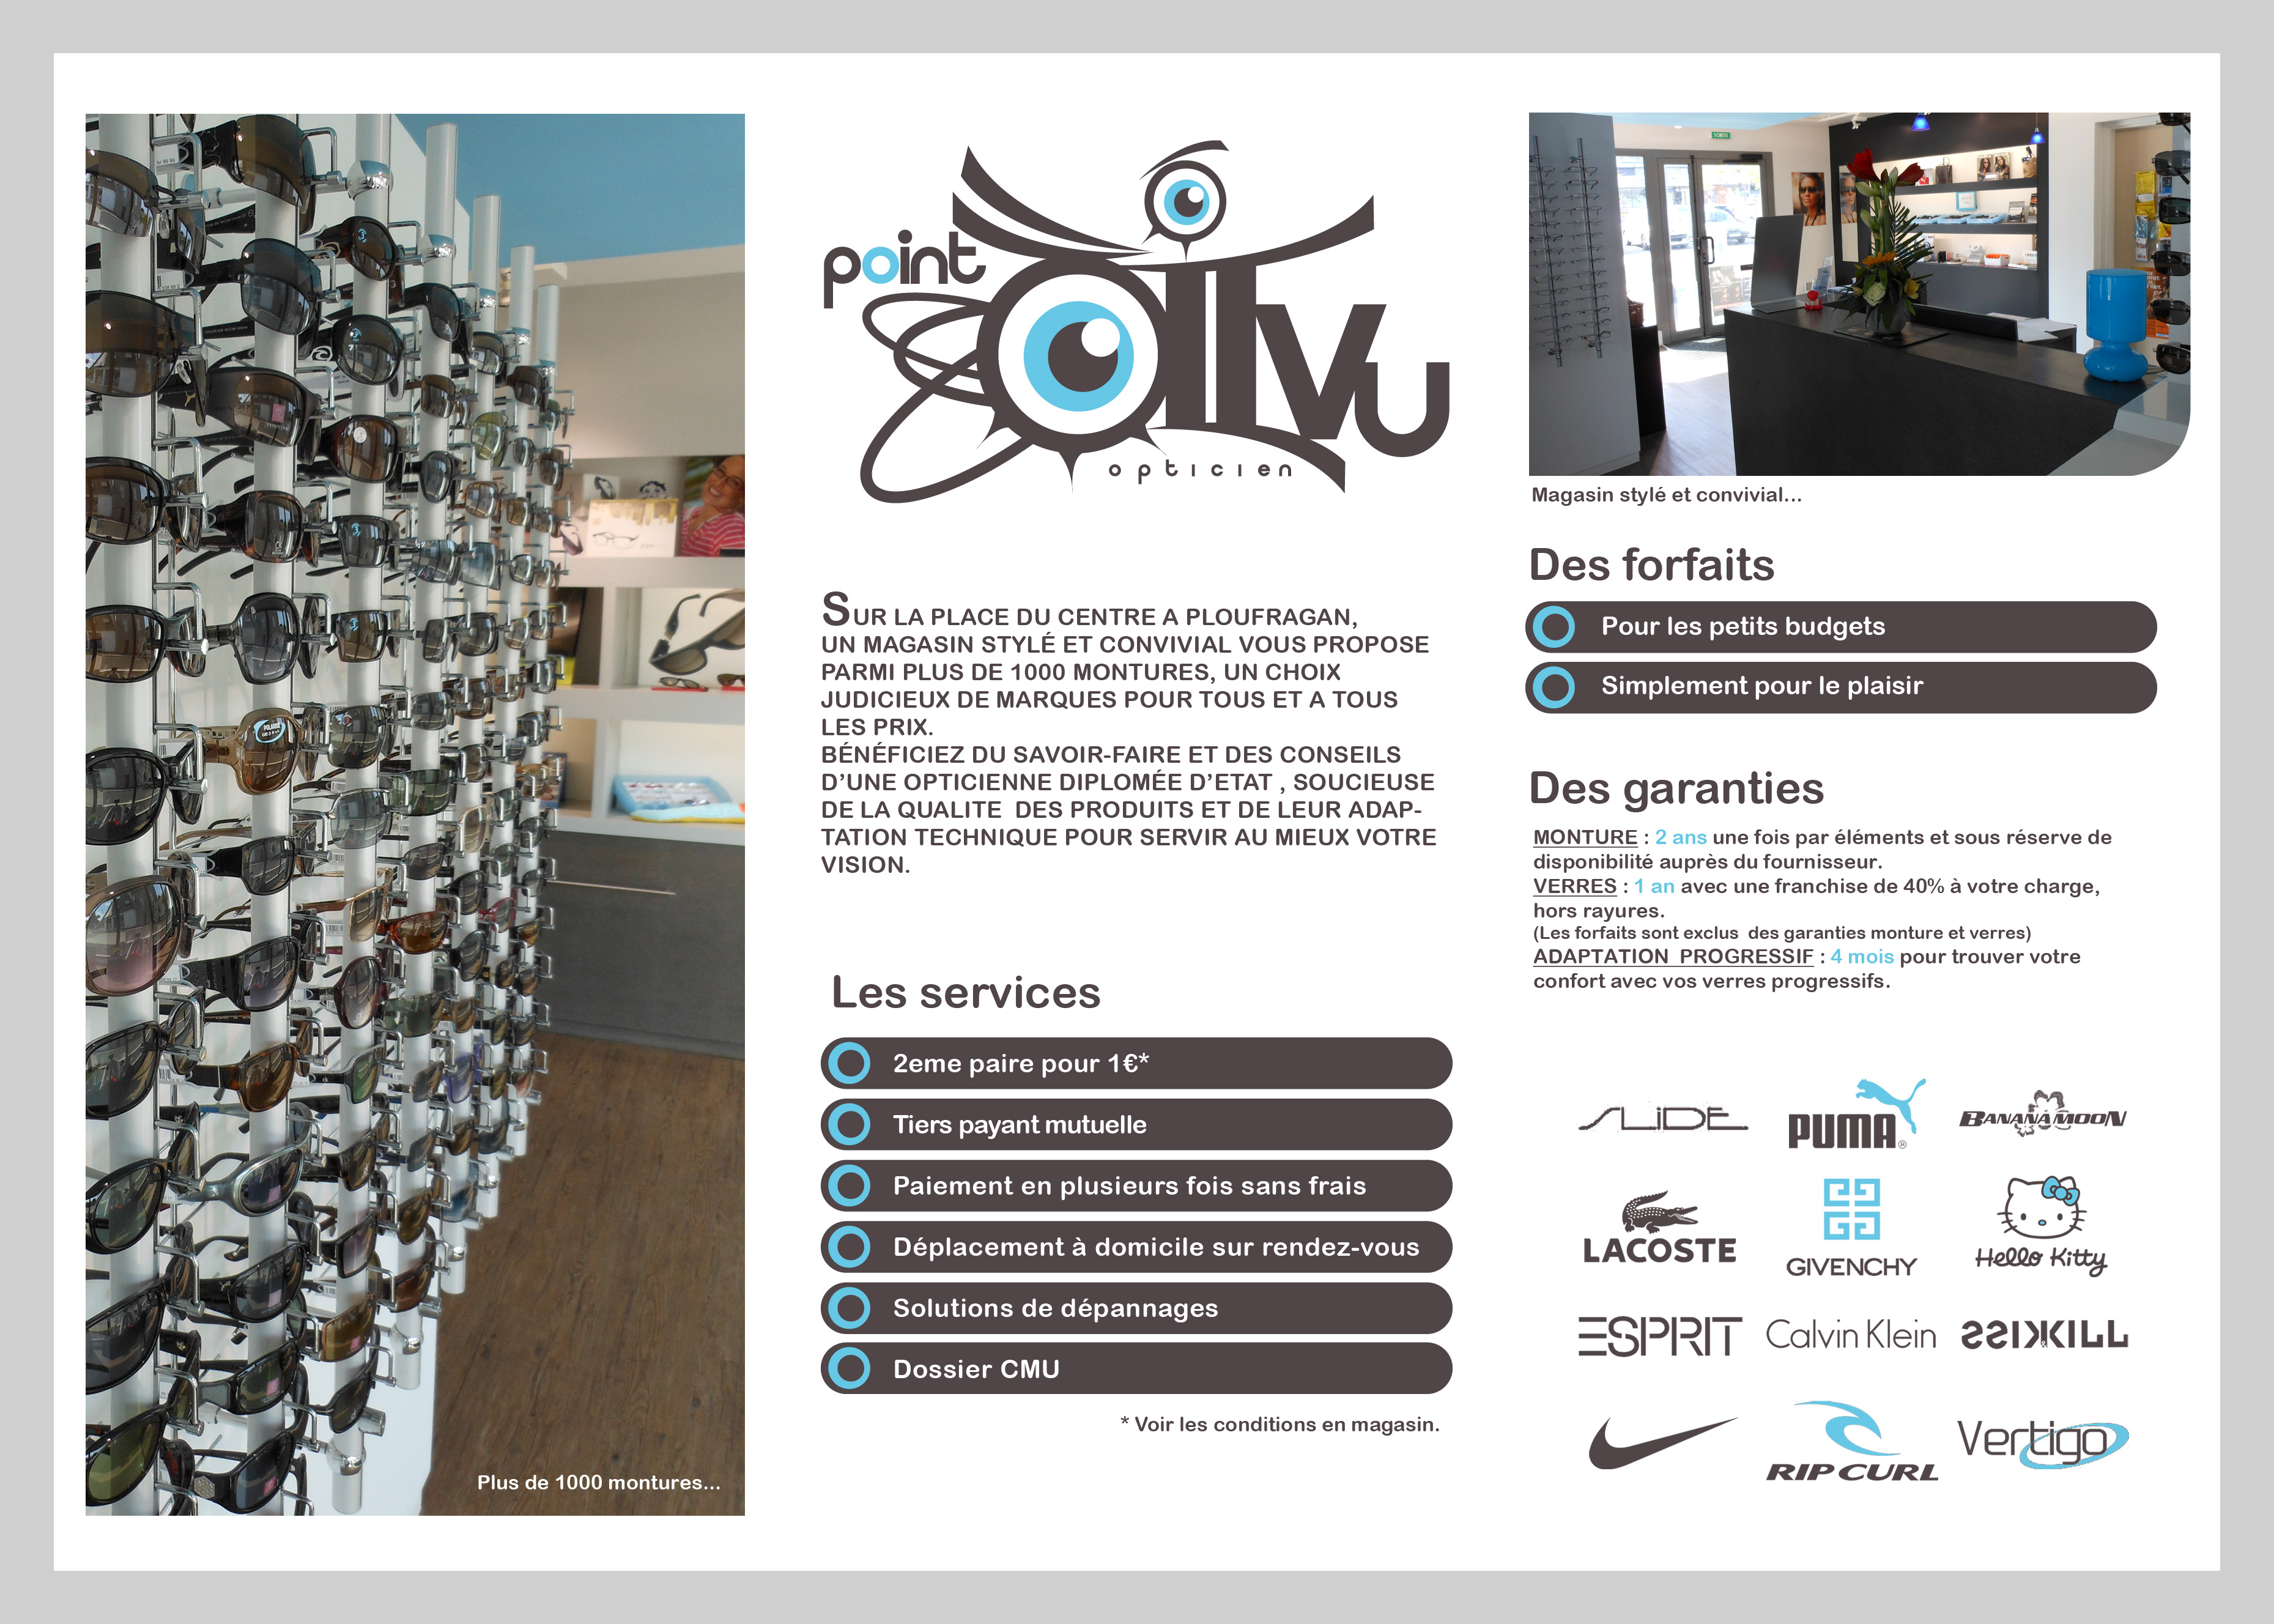 Plus de 1000 montures...
point
opticien
SUR LA PLACE DU CENTRE A PLOUFRAGAN,
UN MAGASIN STYLÉ ET CONVIVIAL VOUS PROPOSE
PARMI PLUS DE 1000 MONTURES, UN CHOIX
JUDICIEUX DE MARQUES POUR TOUS ET A TOUS
LES PRIX.
BÉNÉFICIEZ DU SAVOIR-FAIRE ET DES CONSEILS
D’UNE OPTICIENNE DIPLOMÉE D’ETAT , SOUCIEUSE
DE LA QUALITE  DES PRODUITS ET DE LEUR ADAP-
TATION TECHNIQUE POUR SERVIR AU MIEUX VOTRE
VISION.
Les services
2eme paire pour 1€*
Tiers payant mutuelle
Paiement en plusieurs fois sans frais
Déplacement à domicile sur rendez-vous
Solutions de dépannages
Dossier CMU
* Voir les conditions en magasin.
SORTIE
Magasin stylé et convivial...
Des forfaits
Pour les petits budgets
Simplement pour le plaisir
Des garanties
MONTURE : 2 ans une fois par éléments et sous réserve de
disponibilité auprès du fournisseur.
VERRES : 1 an avec une franchise de 40% à votre charge,
hors rayures.
(Les forfaits sont exclus  des garanties monture et verres)
ADAPTATION  PROGRESSIF : 4 mois pour trouver votre
confort avec vos verres progressifs.
SLiDE PUMA® BANANA MOON
LACOSTE GIVENCHY Hello Kitty
ESPRIT Calvin Klein SSIKKILL
RIP CURL Vertigo